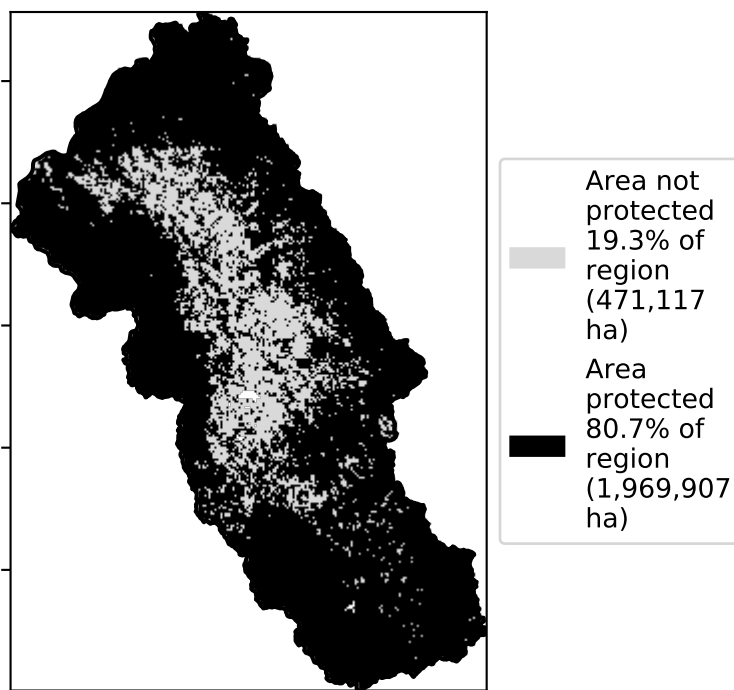 Area not
protected
19.3% of
region
(471,117
ha)
Area
protected
80.7% of
region
(1,969,907
ha)